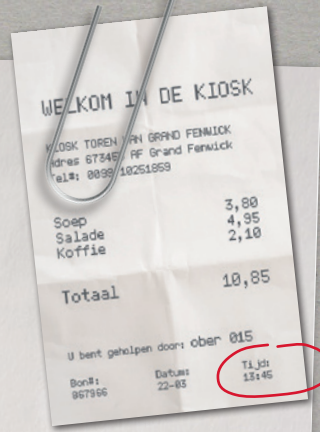 WELKOM IN DE KIOSK
KIOSK TOREN VAN GRAND FENWICK
Adres 67345 AF Grand Fenwick
Tel#: 0099 10251859
Soep 3,80
Salade 4,95
Koffie 2,10
Totaal 10,85
U bent geholpen door: ober 015
Bon#: Datum: Tijd:
967966 22-03 13:45